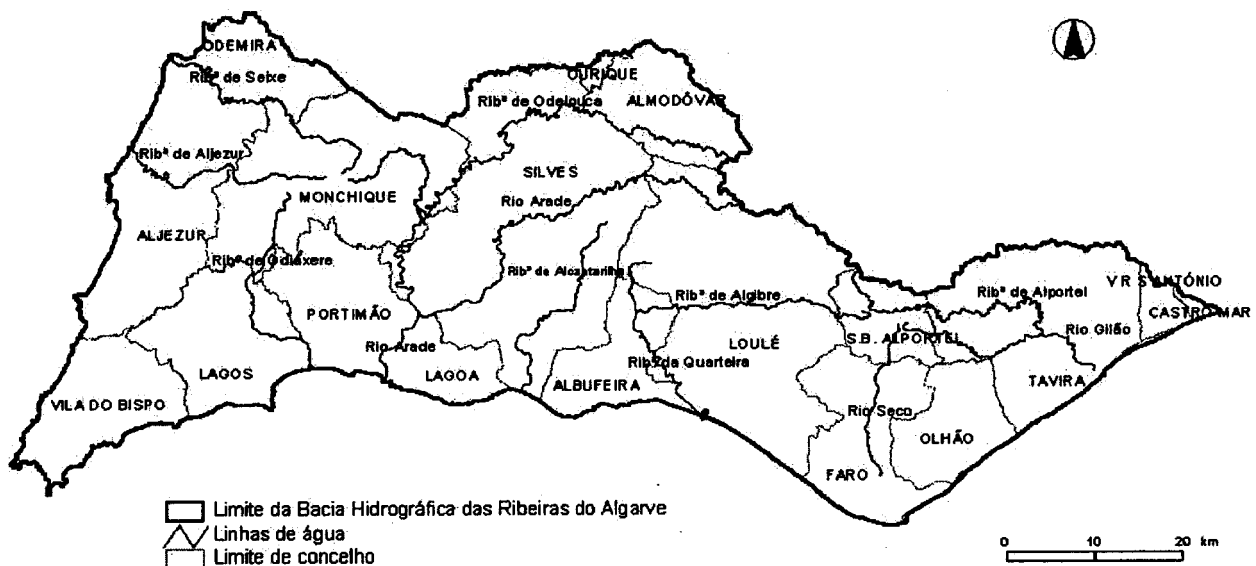 ODEMIRA
Ribª de Seixe
OURIQUE
Ribª de Odelouca
ALMODÔVAR
Ribª de Aljezur
SILVES
MONCHIQUE
Rio Arade
ALJEZUR
Ribª de Odiáxere
Ribª de Alcantarilha
Ribª de Algibre
Ribª de Alportel
V R S ANTÓNIO
CASTRO MAR
PORTIMÃO
Rio Gilão
S.B. ALPORTEL
LOULÉ
Rio Arade
Ribª da Quarteira
LAGOS
LAGOA
ALBUFEIRA
TAVIRA
VILA DO BISPO
Rio Seco
OLHÃO
FARO
Limite da Bacia Hidrográfica das Ribeiras do Algarve
Linhas de água
Limite de concelho
0 10 20 km